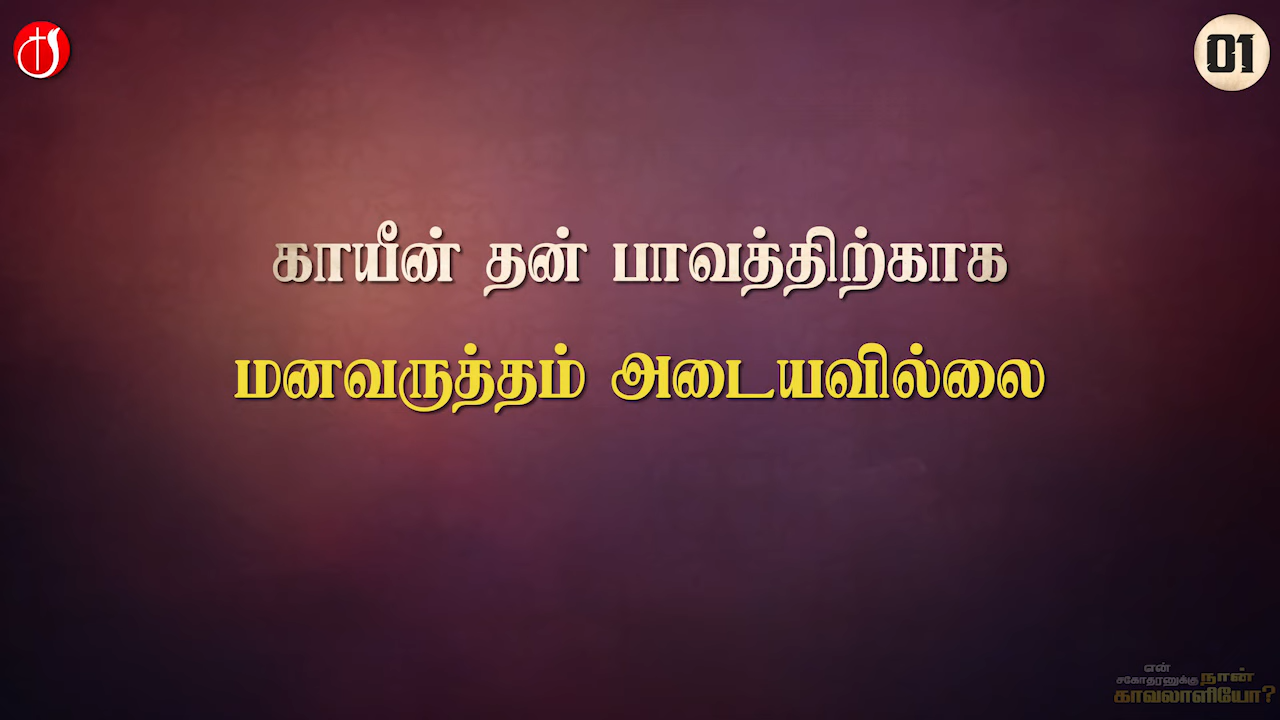 01
காயீன் தன் பாவத்திற்காக
மனவருத்தம் அடையவில்லை
என்
சகோதரனுக்கு நான்
காவலாளியோ?